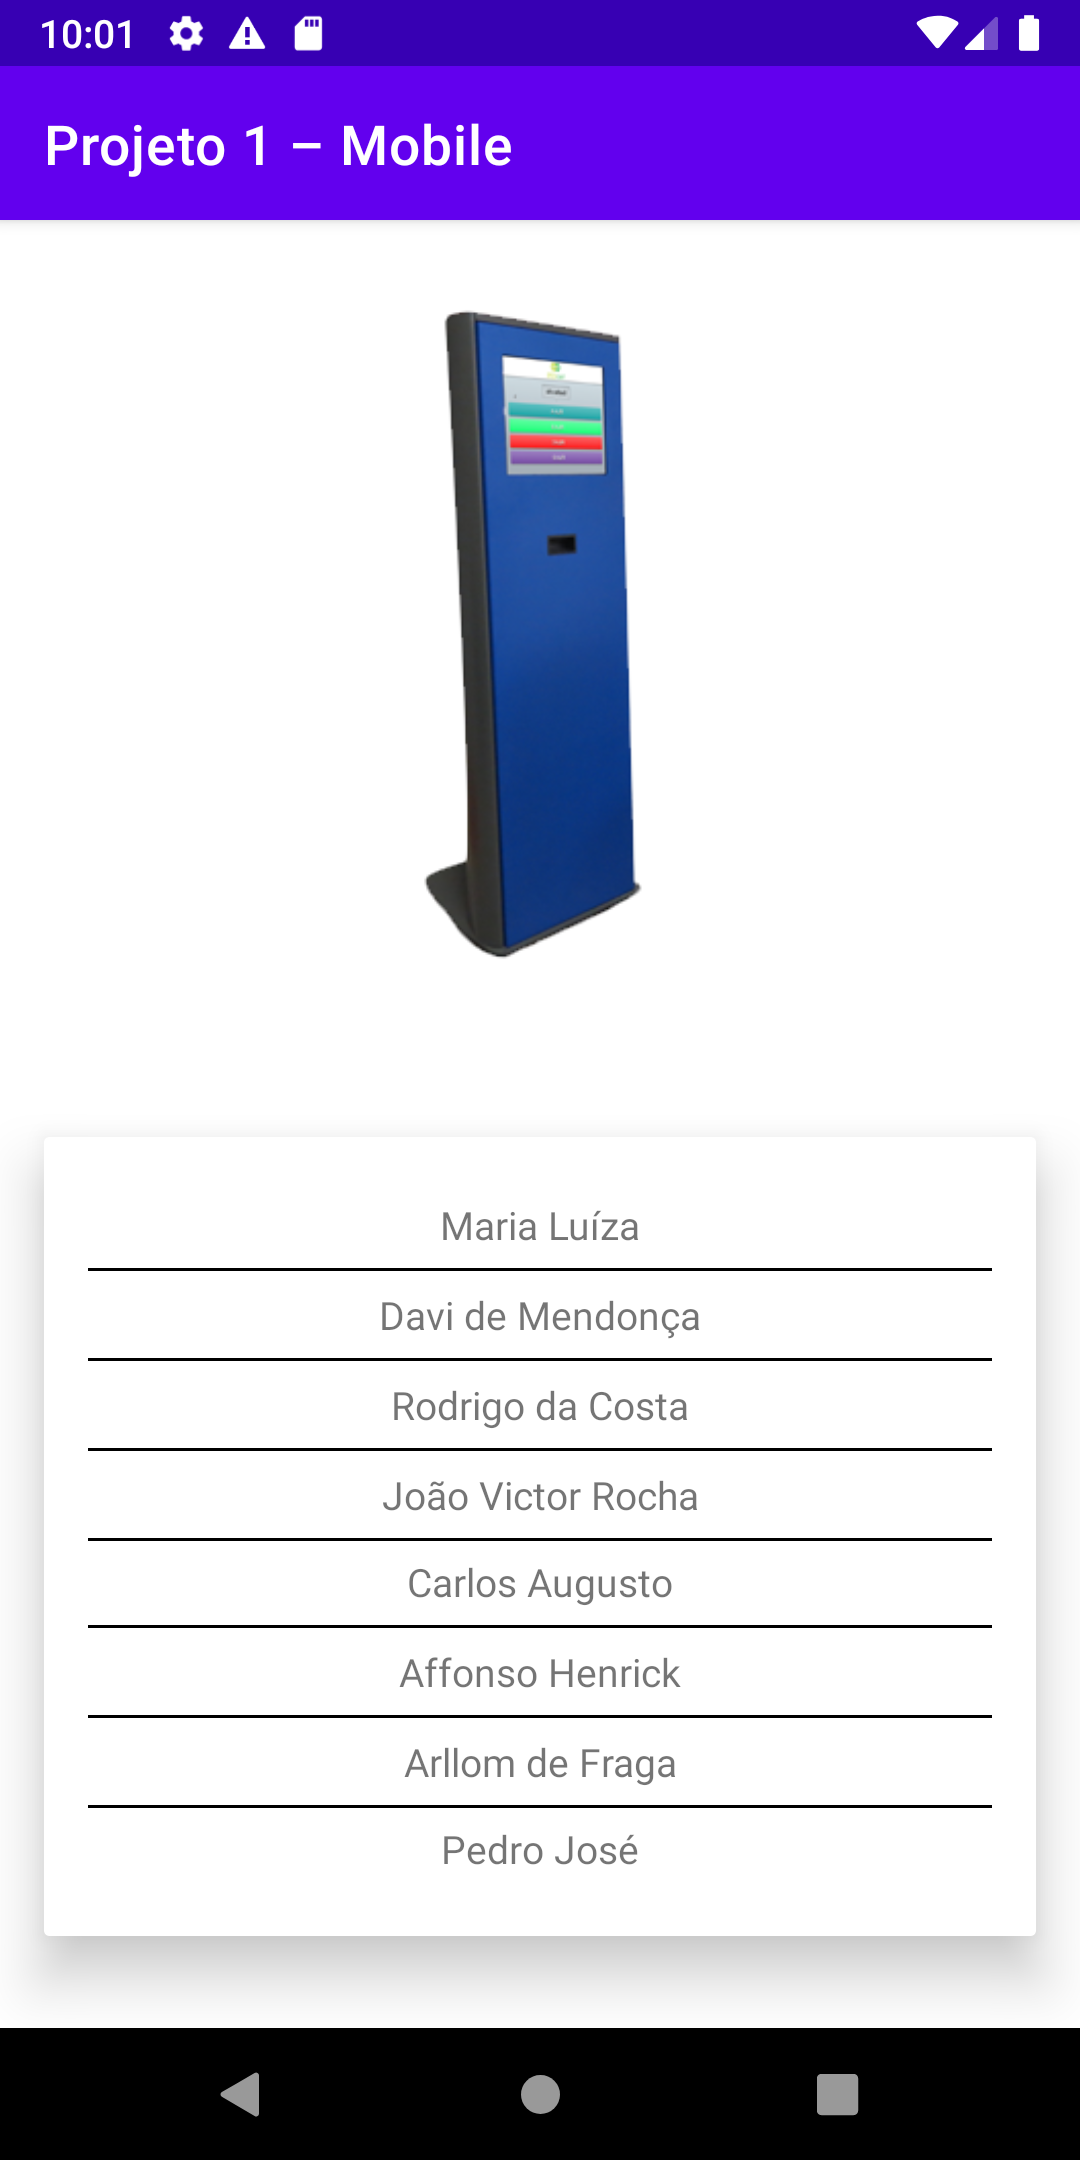 10:01
Projeto 1 – Mobile
Maria Luíza
Davi de Mendonça
Rodrigo da Costa
João Victor Rocha
Carlos Augusto
Affonso Henrick
Arllom de Fraga
Pedro José